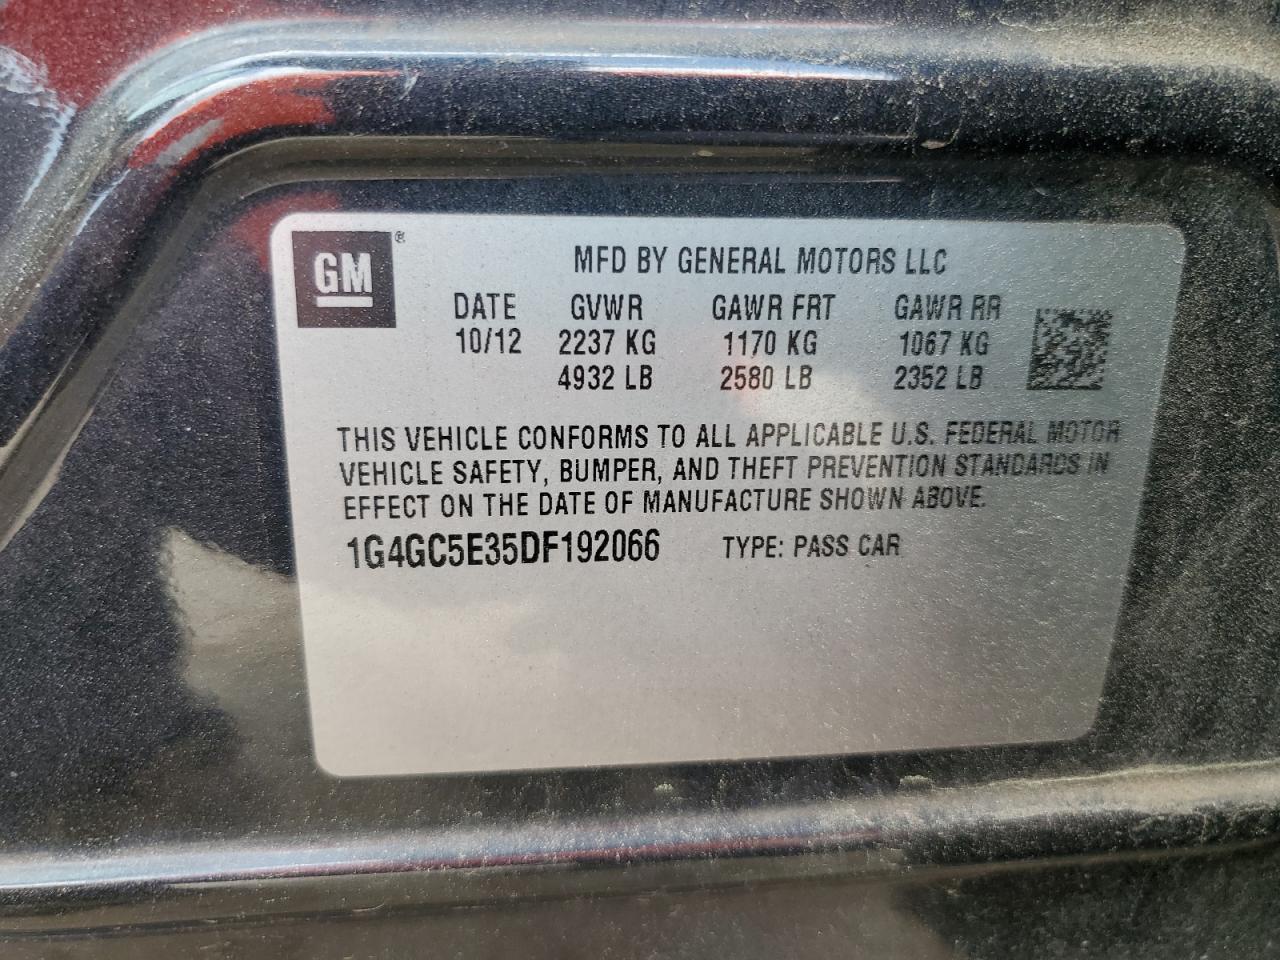 GM®
MFD BY GENERAL MOTORS LLC
DATE GVWR GAWR FRT GAWR RR
10/12 2237 KG 1170 KG 1067 KG
4932 LB 2580 LB 2352 LB
THIS VEHICLE CONFORMS TO ALL APPLICABLE U.S. FEDERAL MOTOR
VEHICLE SAFETY, BUMPER, AND THEFT PREVENTION STANDARDS IN
EFFECT ON THE DATE OF MANUFACTURE SHOWN ABOVE.
1G4GC5E35DF192066 TYPE: PASS CAR